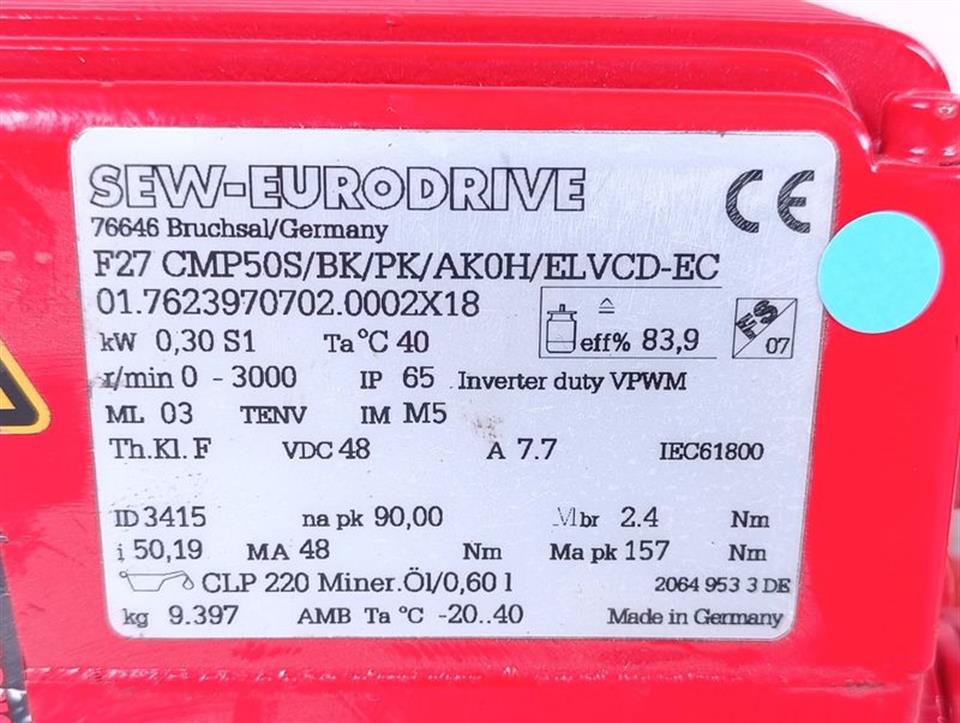 SEW-EURODRIVE CE
76646 Bruchsal/Germany
F27 CMP50S/BK/PK/AK0H/ELVCD-EC
01.7623970702.0002X18
kW 0,30 S1 Ta °C 40 eff% 83,9 07
r/min 0 - 3000 IP 65 Inverter duty VPWM
ML 03 TENV IM M5
Th.Kl. F VDC 48 A 7.7 IEC61800
ID 3415 na pk 90,00 Mbr 2.4 Nm
i 50,19 MA 48 Nm Ma pk 157 Nm
CLP 220 Miner.Öl/0,60 l 2064 953 3 DE
kg 9.397 AMB Ta °C -20..40 Made in Germany